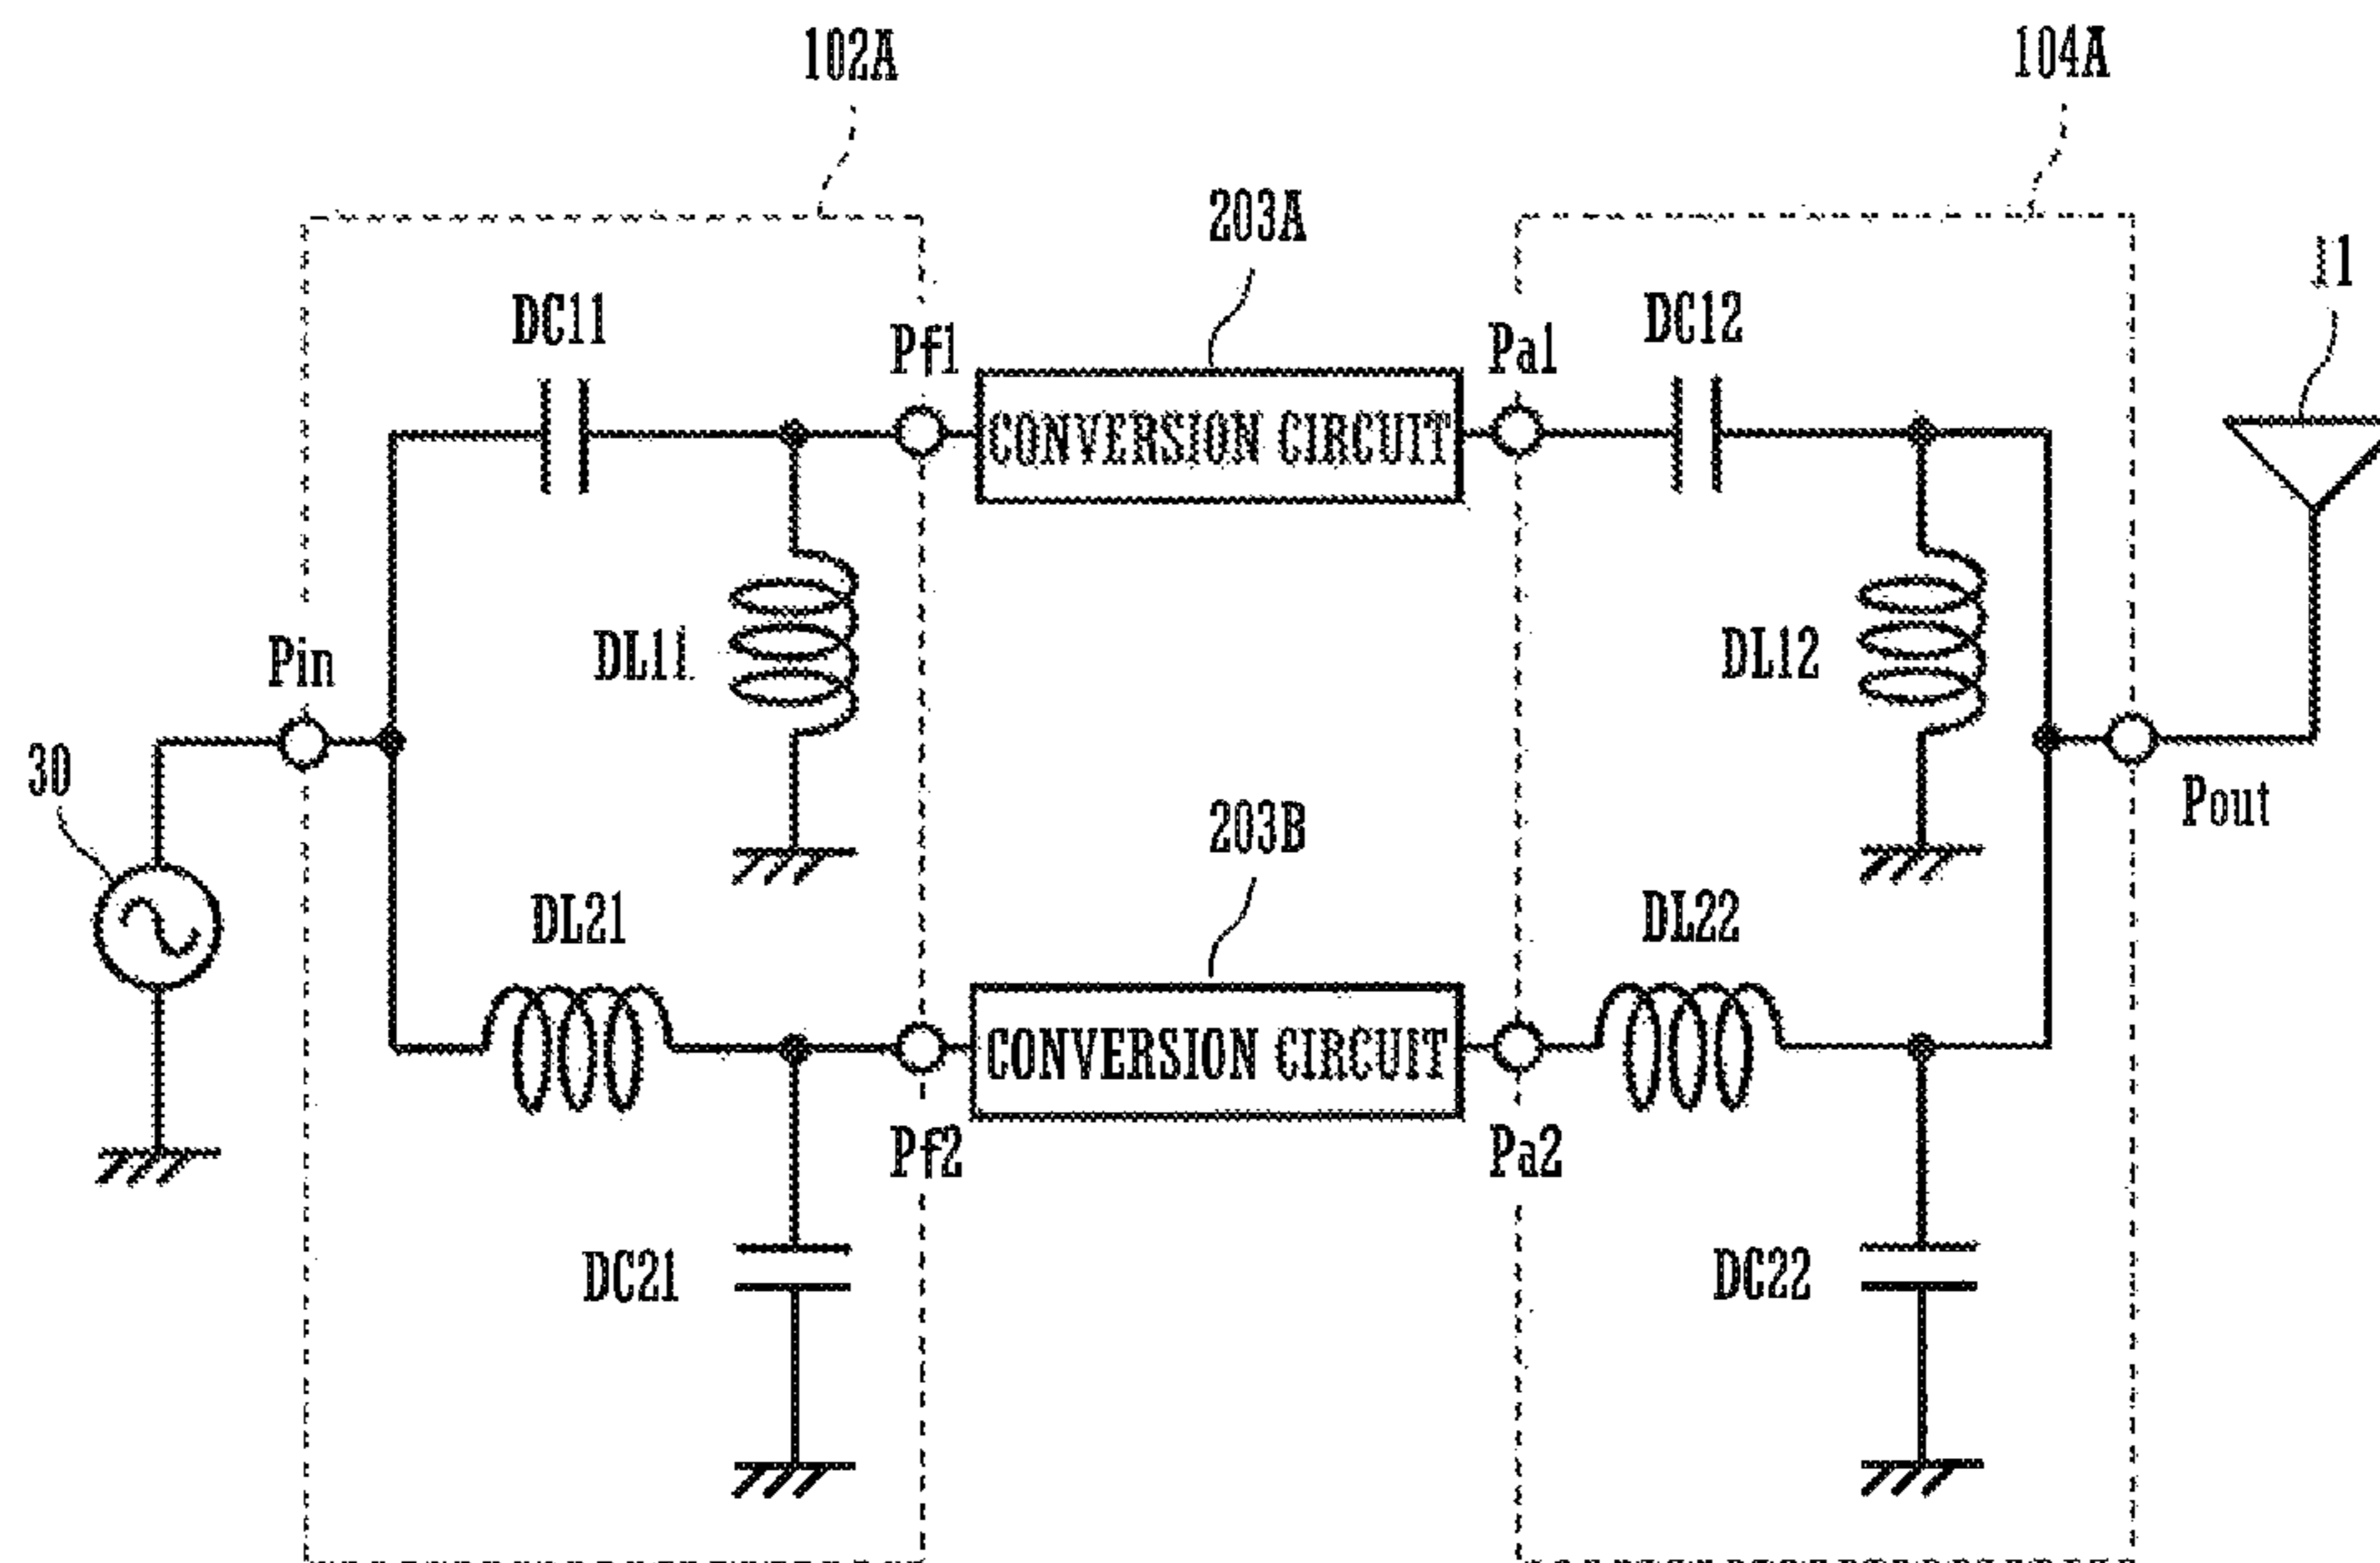 102A
104A
203A
11
DC11
Pf1
Pa1
DC12
CONVERSION CIRCUIT
Pin
DL11
DL12
30
Pout
203B
DL21
DL22
CONVERSION CIRCUIT
Pf2
Pa2
DC21
DC22